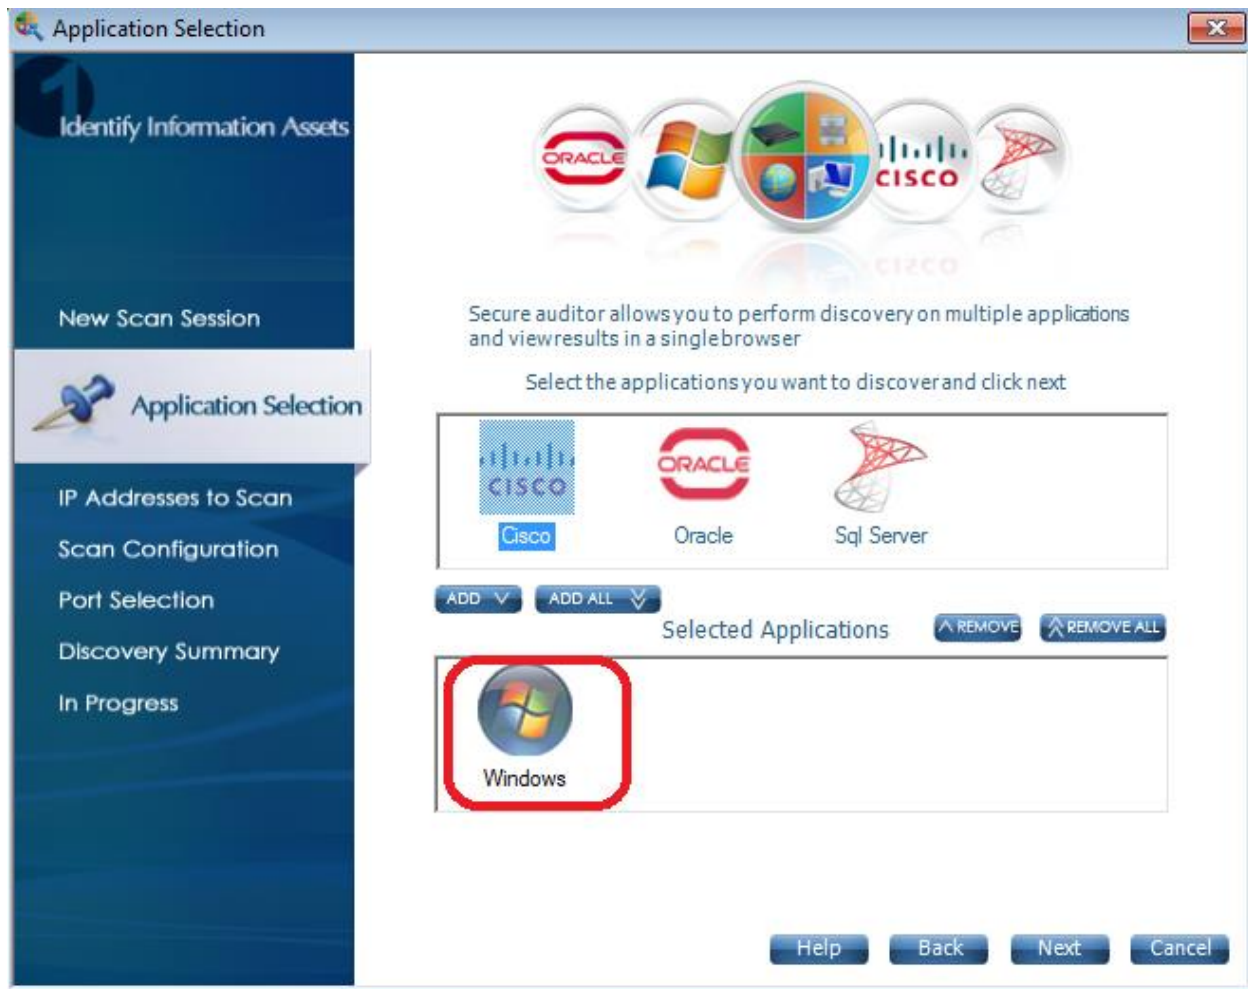 Application Selection
1
Identify Information Assets
ORACLE
CISCO
CISCO
New Scan Session
Application Selection
IP Addresses to Scan
Scan Configuration
Port Selection
Discovery Summary
In Progress
Secure auditor allows you to perform discovery on multiple applications
and view results in a single browser
Select the applications you want to discover and click next
CISCO
ORACLE
Cisco
Oracle
Sql Server
ADD
ADD ALL
Selected Applications
REMOVE
REMOVE ALL
Windows
Help
Back
Next
Cancel